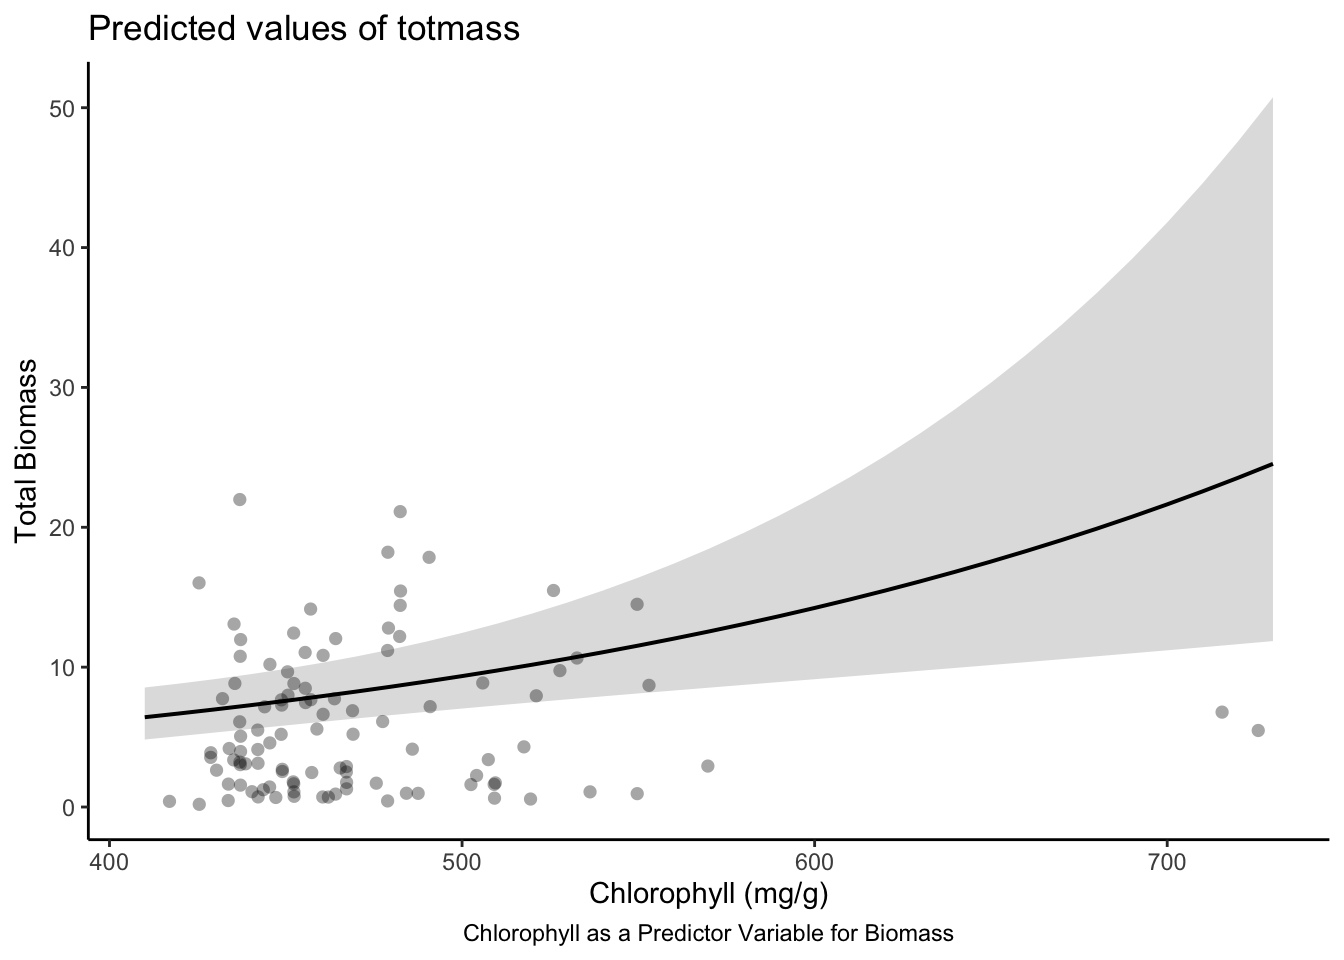 Predicted values of totmass
50
40
30
20
10
0
Total Biomass
400 500 600 700
Chlorophyll (mg/g)
Chlorophyll as a Predictor Variable for Biomass